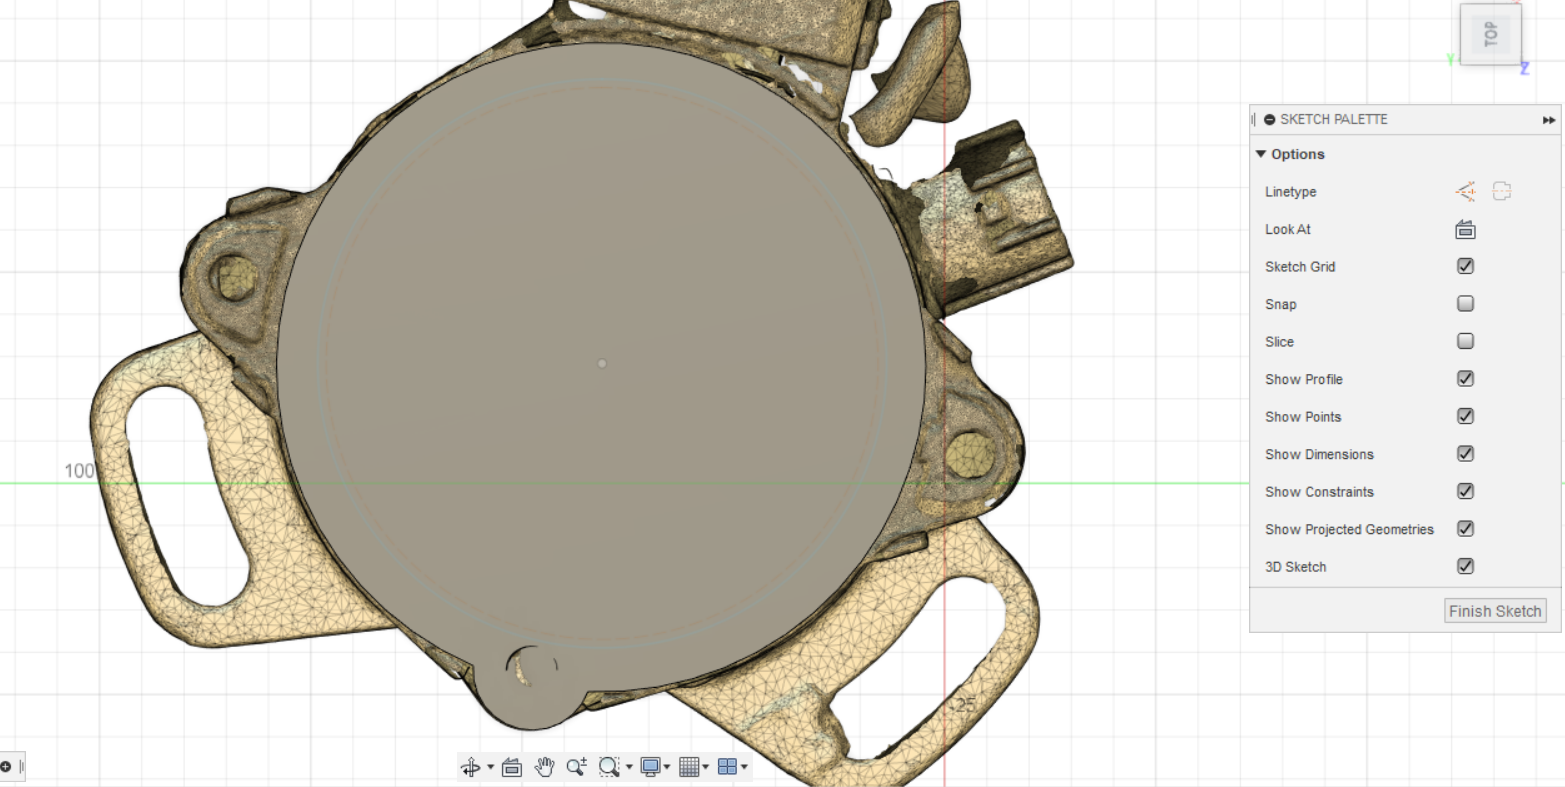 TOP
Y
Z
SKETCH PALETTE
Options
Linetype
Look At
Sketch Grid
Snap
Slice
Show Profile
Show Points
Show Dimensions
Show Constraints
Show Projected Geometries
3D Sketch
Finish Sketch
100
25